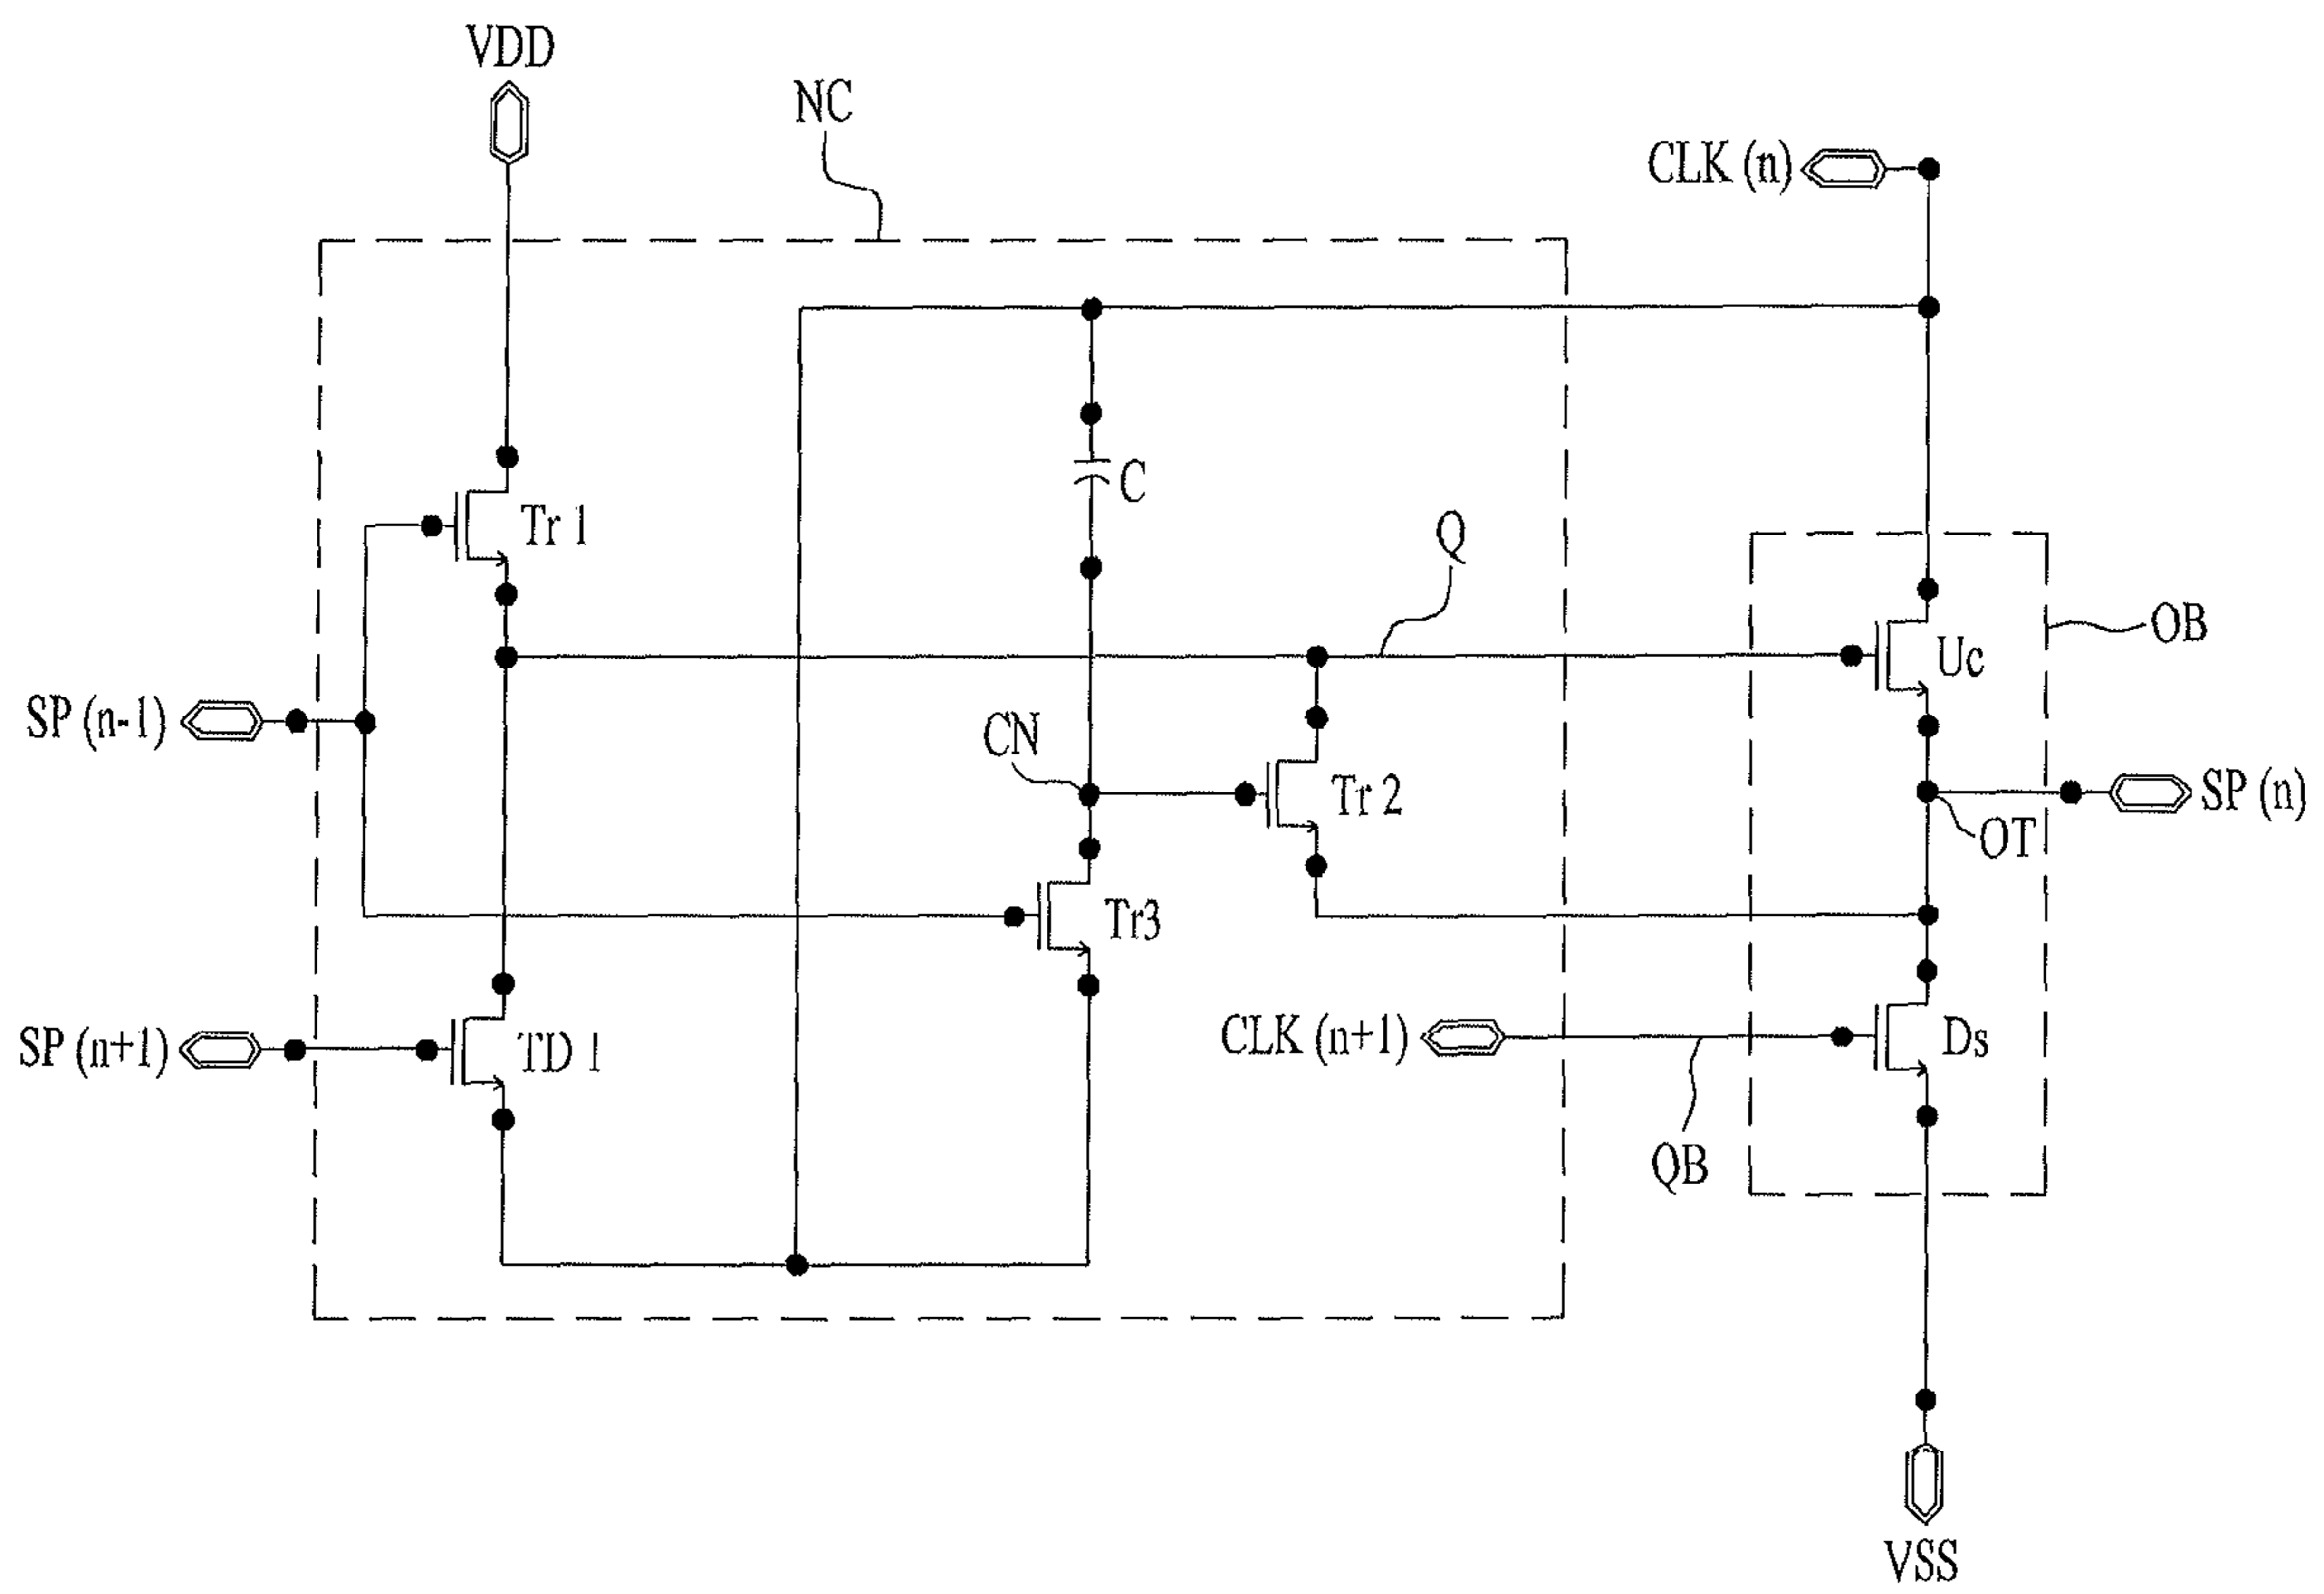 VDD
NC
CLK (n)
Tr 1
C
Q
OB
Uc
SP (n-1)
CN
Tr 2
SP (n)
OT
Tr3
SP (n+1)
TD 1
CLK (n+1)
Ds
QB
VSS